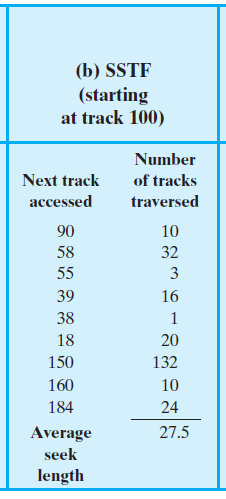 (b) SSTF
(starting
at track 100)
Number
Next track of tracks
accessed traversed
90 10
58 32
55 3
39 16
38 1
18 20
150 132
160 10
184 24
Average 27.5
seek
length